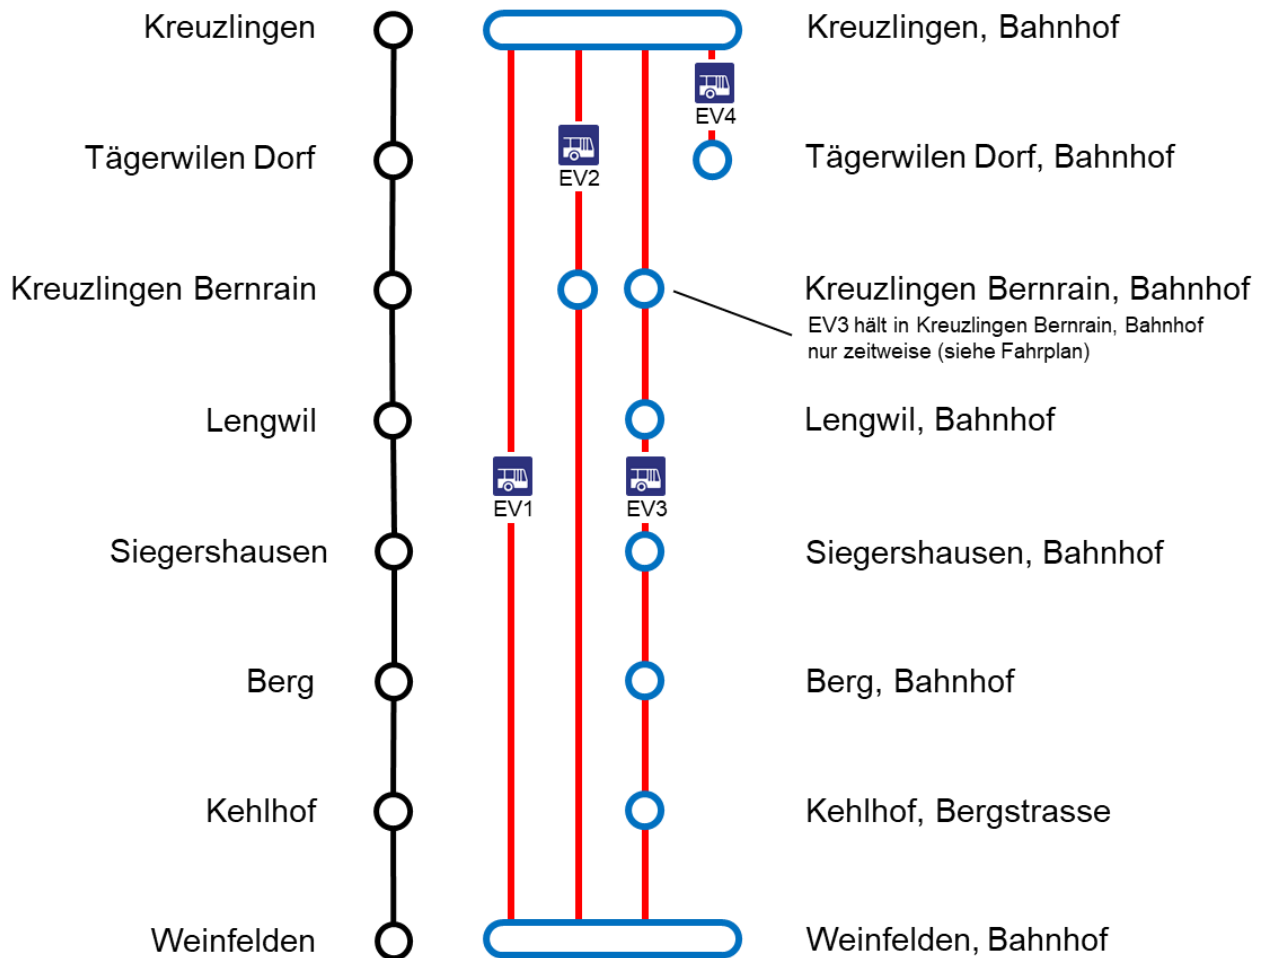 Kreuzlingen
Kreuzlingen, Bahnhof
EV4
Tägerwilen Dorf
EV2
Tägerwilen Dorf, Bahnhof
Kreuzlingen Bernrain
Kreuzlingen Bernrain, Bahnhof
EV3 hält in Kreuzlingen Bernrain, Bahnhof
nur zeitweise (siehe Fahrplan)
Lengwil
Lengwil, Bahnhof
EV1
EV3
Siegershausen
Siegershausen, Bahnhof
Berg
Berg, Bahnhof
Kehlhof
Kehlhof, Bergstrasse
Weinfelden
Weinfelden, Bahnhof